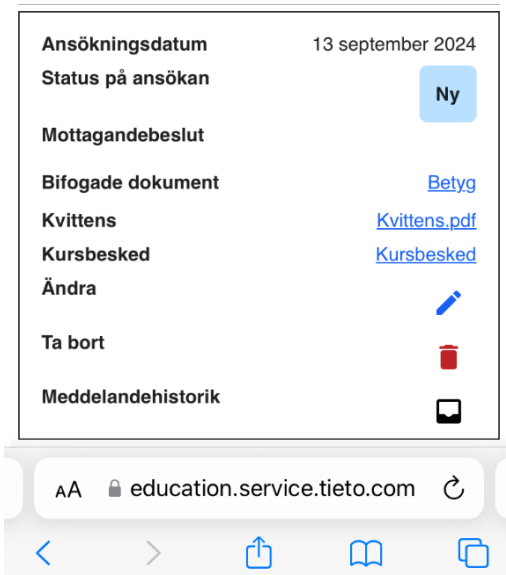 Ansökningsdatum 13 september 2024
Status på ansökan
Ny
Mottagandebeslut
Bifogade dokument Betyg
Kvittens Kvittens.pdf
Kursbesked Kursbesked
Ändra
Ta bort
Meddelandehistorik
AA education.service.tieto.com